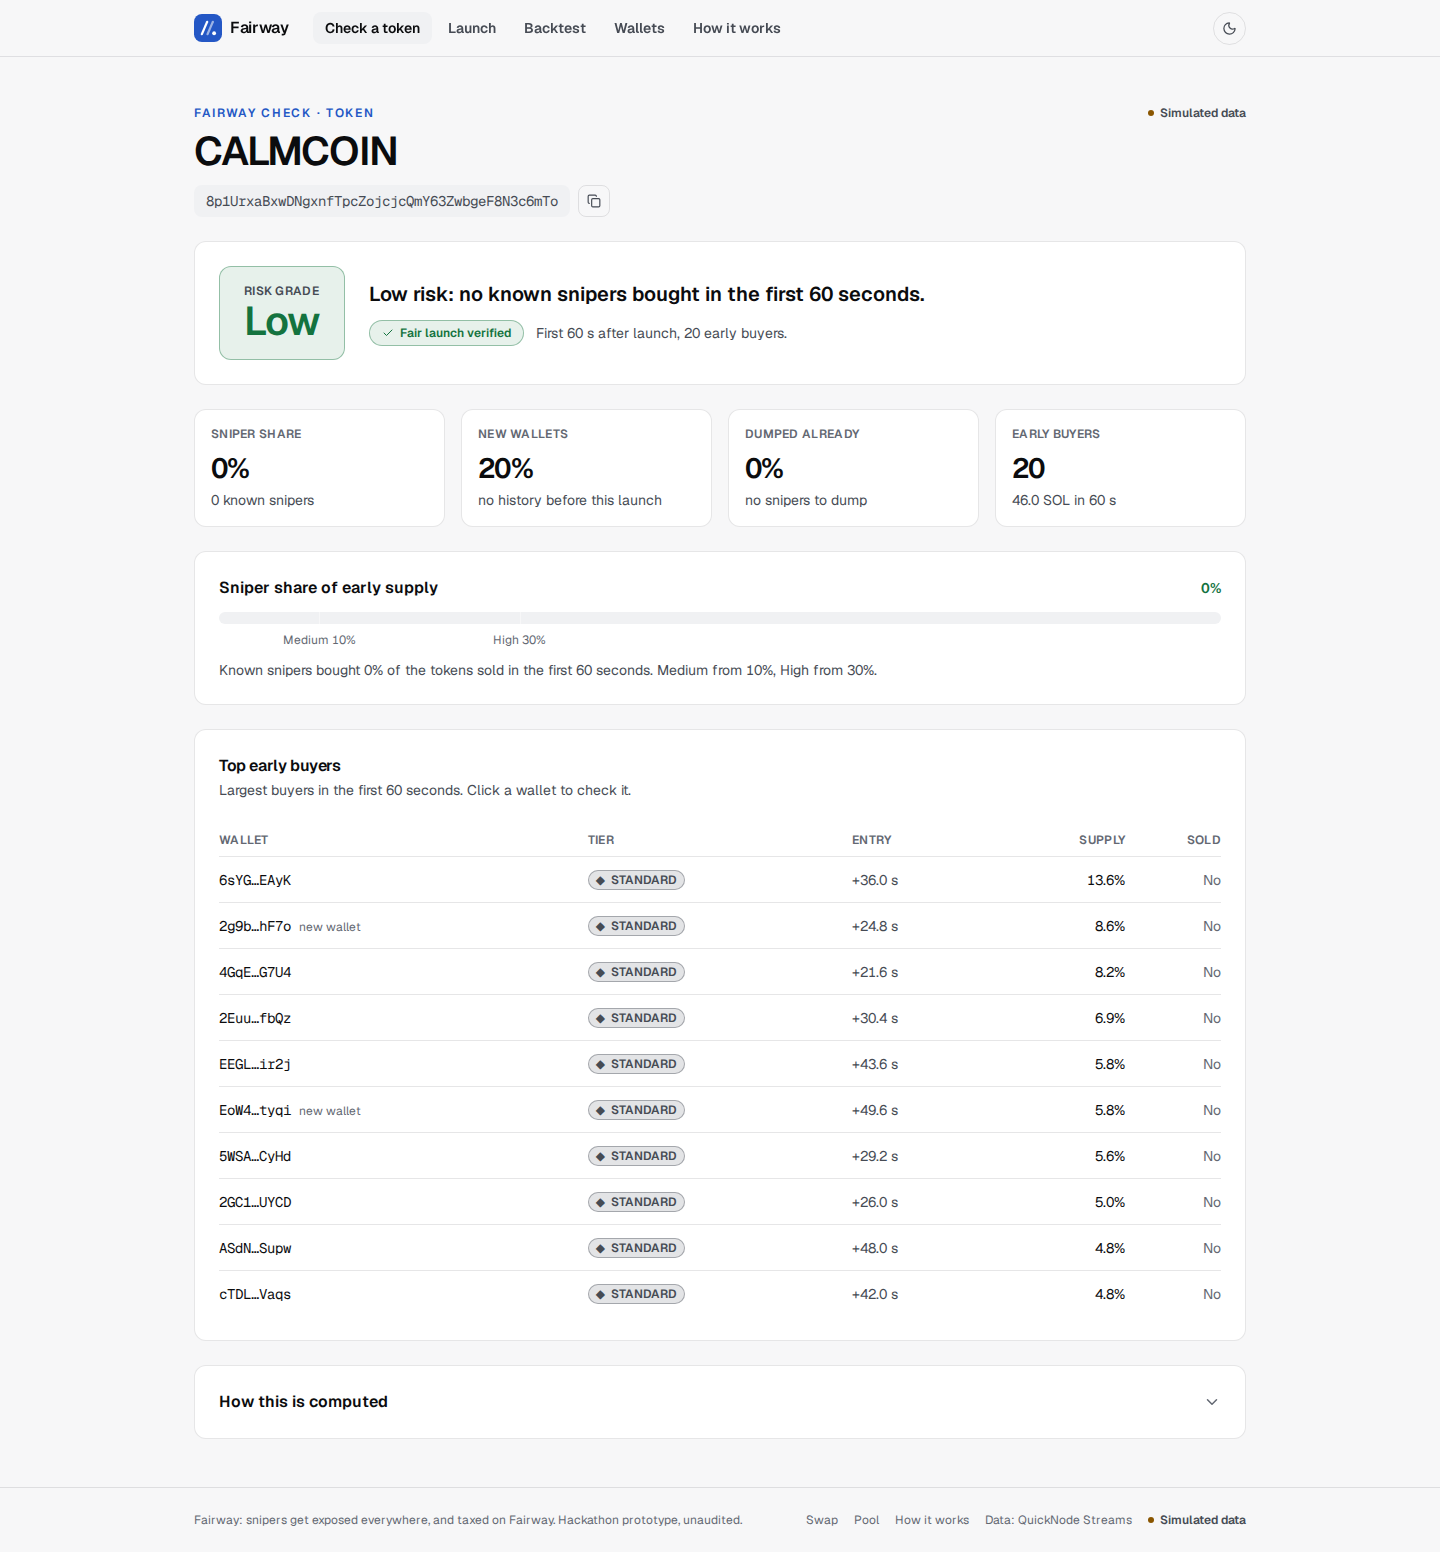 Fairway Check a token Launch Backtest Wallets How it works
FAIRWAY CHECK · TOKEN Simulated data
CALMCOIN
8p1UrxaBxwDNgxnfTpcZojcjcQmY63ZwbgeF8N3c6mTo
RISK GRADE
Low
Low risk: no known snipers bought in the first 60 seconds.
Fair launch verified First 60 s after launch, 20 early buyers.
SNIPER SHARE NEW WALLETS DUMPED ALREADY EARLY BUYERS
0% 20% 0% 20
0 known snipers no history before this launch no snipers to dump 46.0 SOL in 60 s
Sniper share of early supply 0%
Medium 10% High 30%
Known snipers bought 0% of the tokens sold in the first 60 seconds. Medium from 10%, High from 30%.
Top early buyers
Largest buyers in the first 60 seconds. Click a wallet to check it.
WALLET TIER ENTRY SUPPLY SOLD
6sYG…EAyK ◆ STANDARD +36.0 s 13.6% No
2g9b…hF7o new wallet ◆ STANDARD +24.8 s 8.6% No
4GqE…G7U4 ◆ STANDARD +21.6 s 8.2% No
2Euu…fbQz ◆ STANDARD +30.4 s 6.9% No
EEGL…ir2j ◆ STANDARD +43.6 s 5.8% No
EoW4…tyqi new wallet ◆ STANDARD +49.6 s 5.8% No
5WSA…CyHd ◆ STANDARD +29.2 s 5.6% No
2GC1…UYCD ◆ STANDARD +26.0 s 5.0% No
ASdN…Supw ◆ STANDARD +48.0 s 4.8% No
cTDL…Vaqs ◆ STANDARD +42.0 s 4.8% No
How this is computed
Fairway: snipers get exposed everywhere, and taxed on Fairway. Hackathon prototype, unaudited. Swap Pool How it works Data: QuickNode Streams Simulated data